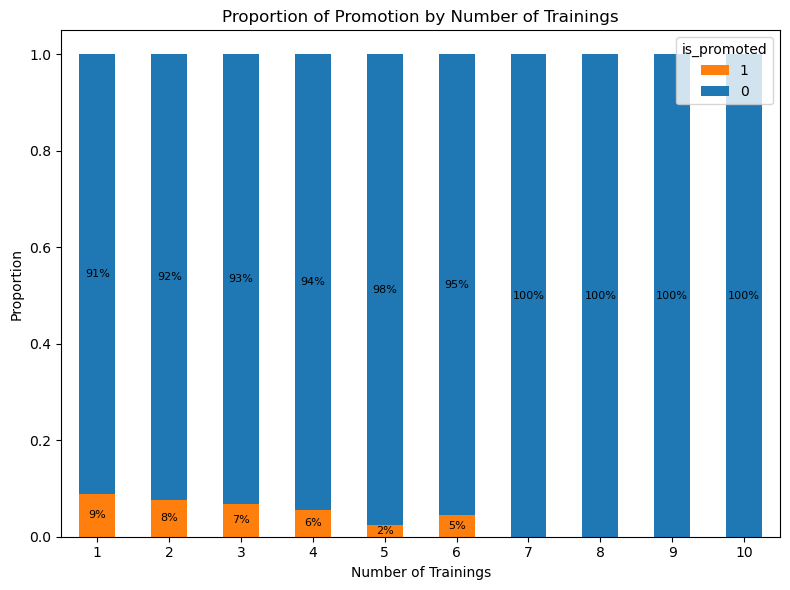 Proportion of Promotion by Number of Trainings
is_promoted
1
0
1.0
0.8
0.6
0.4
0.2
0.0
Proportion
91% 92% 93% 94% 98% 95% 100% 100% 100% 100%
9% 8% 7% 6% 2% 5%
1 2 3 4 5 6 7 8 9 10
Number of Trainings